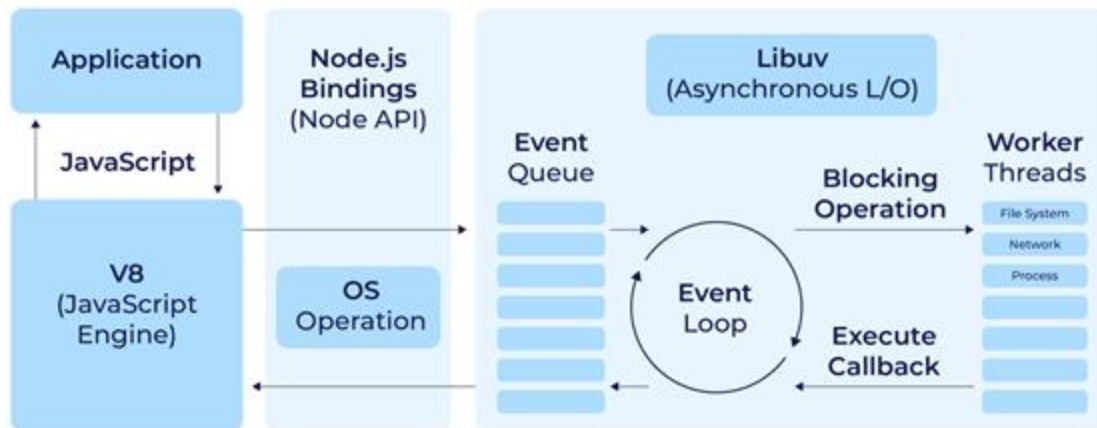 Application
JavaScript
V8
(JavaScript
Engine)
Node.js
Bindings
(Node API)
OS
Operation
Libuv
(Asynchronous L/O)
Event
Queue
Event
Loop
Blocking
Operation
Execute
Callback
Worker
Threads
File System
Network
Process